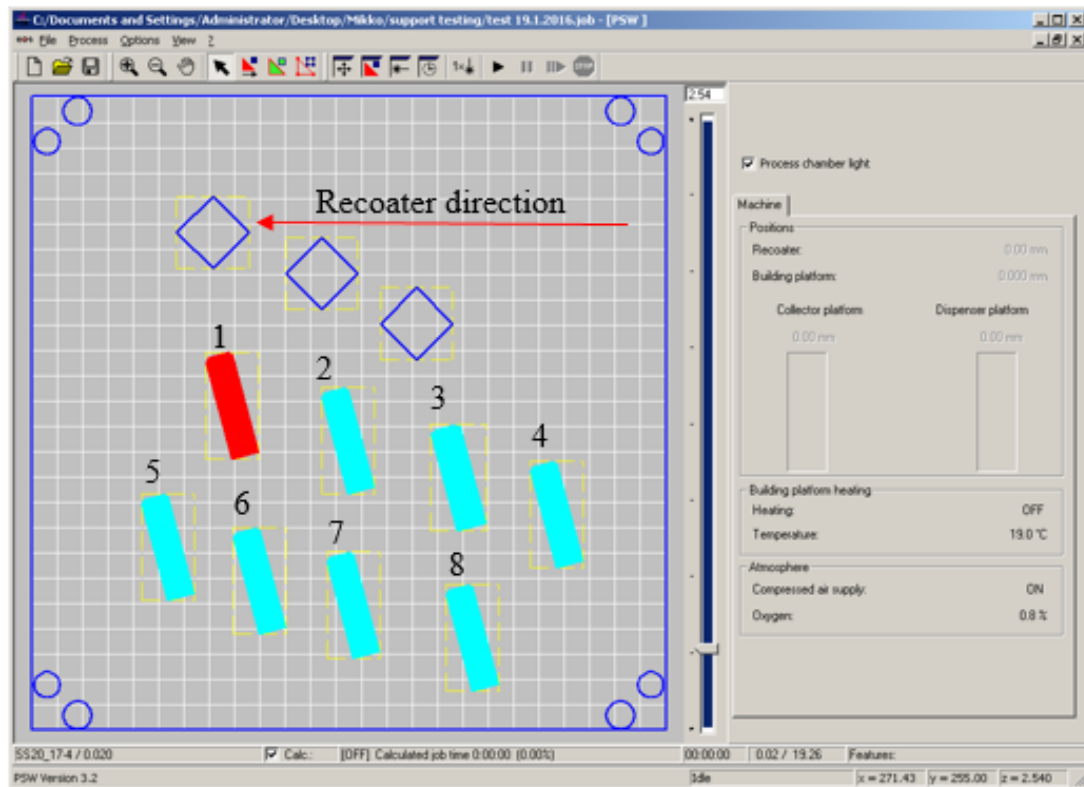 C:/Documents and Settings/Administrator/Desktop/Mikko/support testing/test 19.1.2016.job - [PSW ]
File Process Options View ?
1x
STOP
2.54
Process chamber light
Recoater direction
Machine
Positions
Recoater: 0.00 mm
Building platform: 0.000 mm
Collector platform Dispenser platform
0.00 mm 0.00 mm
1
2
3
4
5
6
7
8
Building platform heating
Heating: OFF
Temperature: 19.0 °C
Atmosphere
Compressed air supply: ON
Oxygen: 0.8 %
SS20_17-4 / 0.020 Calc.: [OFF] Calculated job time 0:00:00 (0.00%) 00:00:00 0.02 / 19.26 Features:
PSW Version 3.2 Idle x = 271.43 y = 255.00 z = 2.540